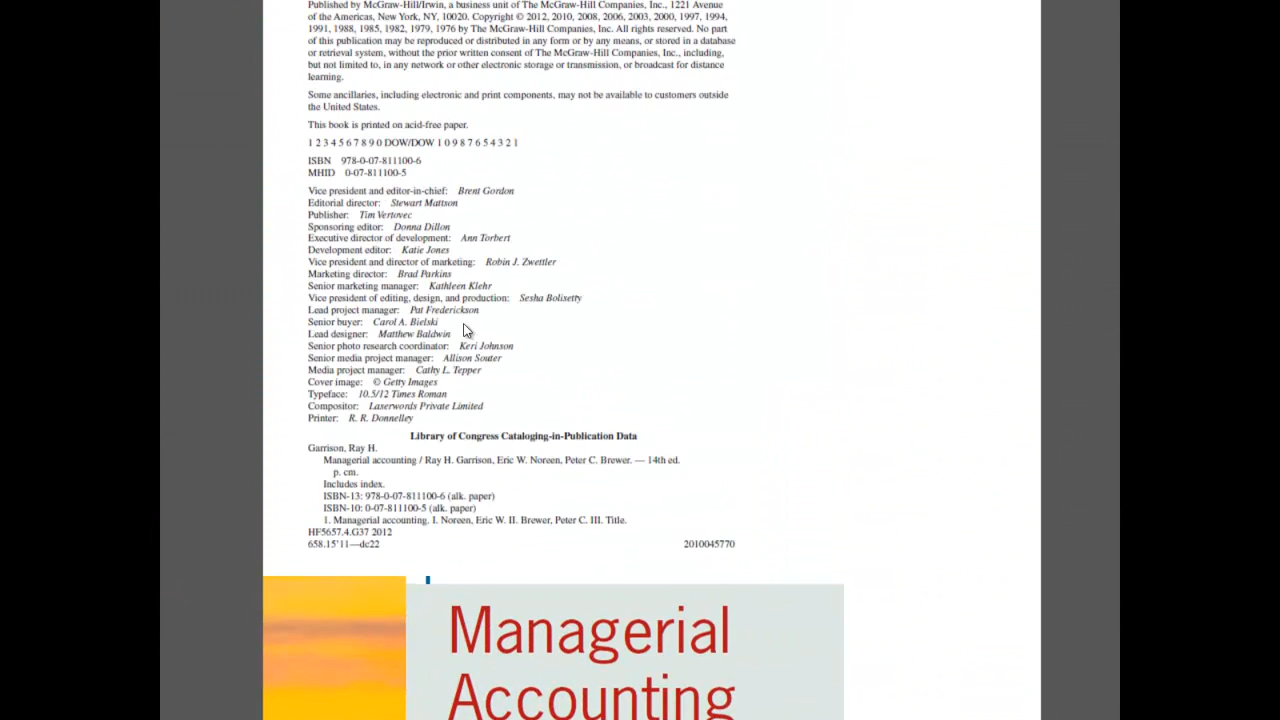 Published by McGraw-Hill/Irwin, a business unit of The McGraw-Hill Companies, Inc., 1221 Avenue
of the Americas, New York, NY, 10020. Copyright © 2012, 2010, 2008, 2006, 2003, 2000, 1997, 1994,
1991, 1988, 1985, 1982, 1979, 1976 by The McGraw-Hill Companies, Inc. All rights reserved. No part
of this publication may be reproduced or distributed in any form or by any means, or stored in a database
or retrieval system, without the prior written consent of The McGraw-Hill Companies, Inc., including,
but not limited to, in any network or other electronic storage or transmission, or broadcast for distance
learning.
Some ancillaries, including electronic and print components, may not be available to customers outside
the United States.
This book is printed on acid-free paper.
1 2 3 4 5 6 7 8 9 0 DOW/DOW 1 0 9 8 7 6 5 4 3 2 1
ISBN 978-0-07-811100-6
MHID 0-07-811100-5
Vice president and editor-in-chief: Brent Gordon
Editorial director: Stewart Mattson
Publisher: Tim Vertovec
Sponsoring editor: Donna Dillon
Executive director of development: Ann Torbert
Development editor: Katie Jones
Vice president and director of marketing: Robin J. Zwettler
Marketing director: Brad Parkins
Senior marketing manager: Kathleen Klehr
Vice president of editing, design, and production: Sesha Bolisetty
Lead project manager: Pat Frederickson
Senior buyer: Carol A. Bielski
Lead designer: Matthew Baldwin
Senior photo research coordinator: Keri Johnson
Senior media project manager: Allison Souter
Media project manager: Cathy L. Tepper
Cover image: © Getty Images
Typeface: 10.5/12 Times Roman
Compositor: Laserwords Private Limited
Printer: R. R. Donnelley
Library of Congress Cataloging-in-Publication Data
Garrison, Ray H.
Managerial accounting / Ray H. Garrison, Eric W. Noreen, Peter C. Brewer. — 14th ed.
p. cm.
Includes index.
ISBN-13: 978-0-07-811100-6 (alk. paper)
ISBN-10: 0-07-811100-5 (alk. paper)
1. Managerial accounting. I. Noreen, Eric W. II. Brewer, Peter C. III. Title.
HF5657.4.G37 2012
658.15'11—dc22 2010045770
Managerial
Accounting